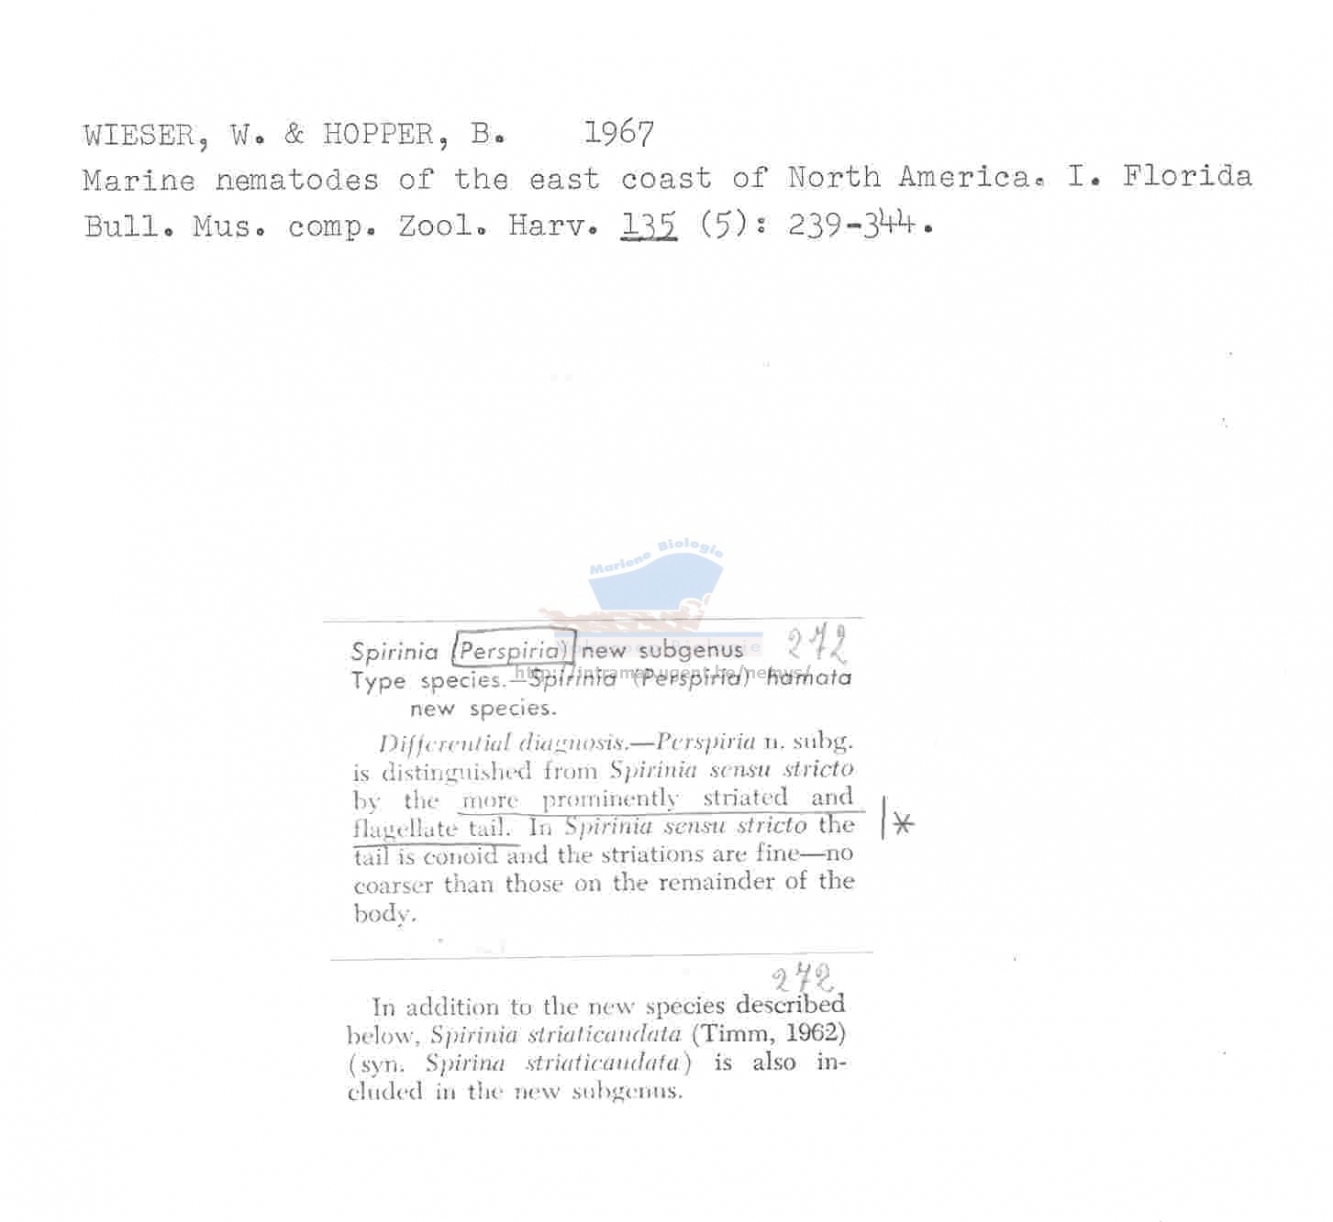 WIESER, W. & HOPPER, B. 1967
Marine nematodes of the east coast of North America. I. Florida
Bull. Mus. comp. Zool. Harv. 135 (5): 239-344.
Mariene Biologie
Spirinia (Perspiria) new subgenus 272
http://intramar.ugent.be/nemys/
Type species.—Spirinia (Perspiria) hamata
new species.
Differential diagnosis.—Perspiria n. subg.
is distinguished from Spirinia sensu stricto
by the more prominently striated and
flagellate tail. In Spirinia sensu stricto the
tail is conoid and the striations are fine—no
coarser than those on the remainder of the
body.
272
In addition to the new species described
below, Spirinia striaticaudata (Timm, 1962)
(syn. Spirina striaticaudata) is also in-
cluded in the new subgenus.